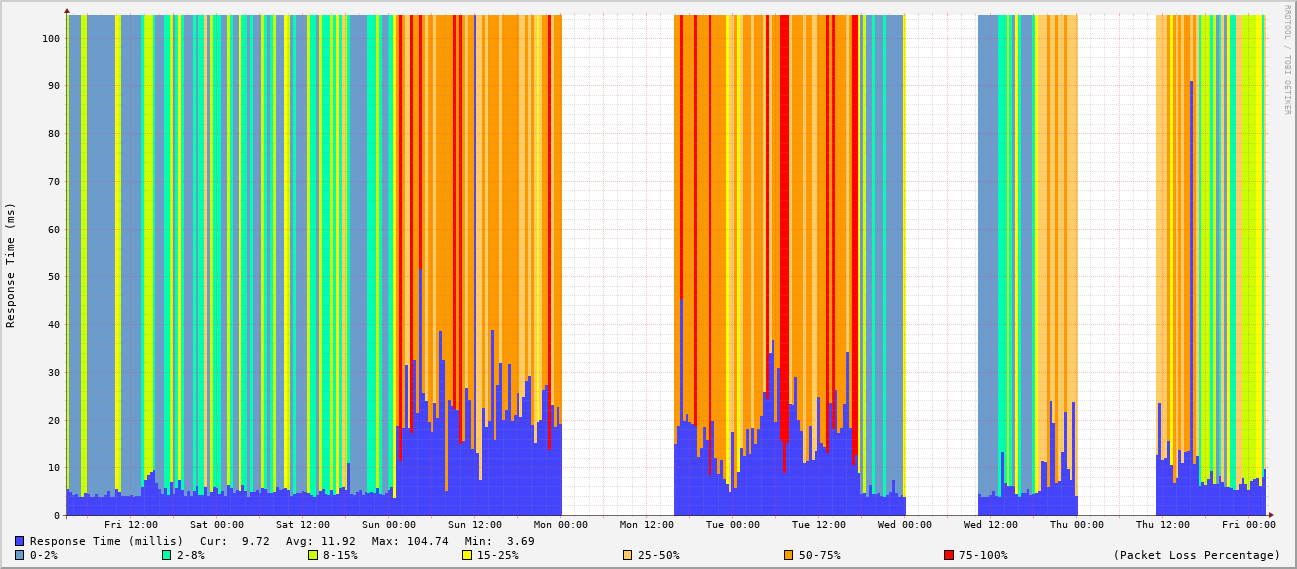 RRDTOOL / TOBI OETIKER
Response Time (ms)
100
90
80
70
60
50
40
30
20
10
0
Fri 12:00 Sat 00:00 Sat 12:00 Sun 00:00 Sun 12:00 Mon 00:00 Mon 12:00 Tue 00:00 Tue 12:00 Wed 00:00 Wed 12:00 Thu 00:00 Thu 12:00 Fri 00:00
Response Time (millis) Cur: 9.72 Avg: 11.92 Max: 104.74 Min: 3.69
0-2% 2-8% 8-15% 15-25% 25-50% 50-75% 75-100% (Packet Loss Percentage)